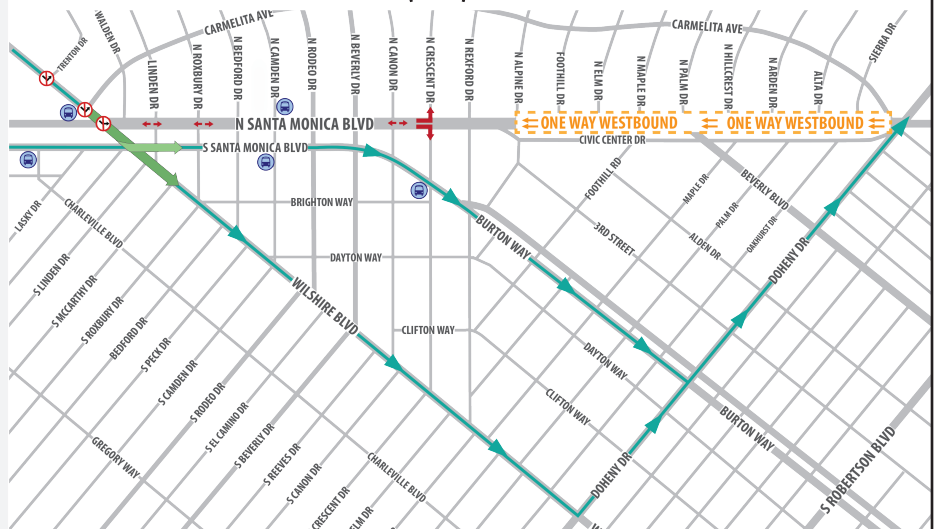 TRENTON DR
WALDEN DR
CARMELITA AVE
CARMELITA AVE
SIERRA DR
LINDEN DR
N ROXBURY DR
N BEDFORD DR
N CAMDEN DR
N RODEO DR
N BEVERLY DR
N CANON DR
N CRESCENT DR
N REXFORD DR
N ALPINE DR
FOOTHILL DR
N ELM DR
N MAPLE DR
N PALM DR
N HILLCREST DR
N ARDEN DR
ALTA DR
N SANTA MONICA BLVD
ONE WAY WESTBOUND
ONE WAY WESTBOUND
CIVIC CENTER DR
S SANTA MONICA BLVD
LASKY DR
CHARLEVILLE BLVD
BRIGHTON WAY
BURTON WAY
FOOTHILL RD
3RD STREET
MAPLE DR
PALM DR
ALDEN DR
OAKHURST DR
BEVERLY BLVD
DOHENY DR
S LINDEN DR
S MCCARTHY DR
S ROXBURY DR
BEDFORD DR
S PECK DR
S CAMDEN DR
S RODEO DR
S EL CAMINO DR
S BEVERLY DR
S REEVES DR
S CANON DR
CRESCENT DR
ELM DR
DAYTON WAY
WILSHIRE BLVD
CLIFTON WAY
DAYTON WAY
CLIFTON WAY
BURTON WAY
GREGORY WAY
CHARLEVILLE BLVD
DOHENY DR
S ROBERTSON BLVD